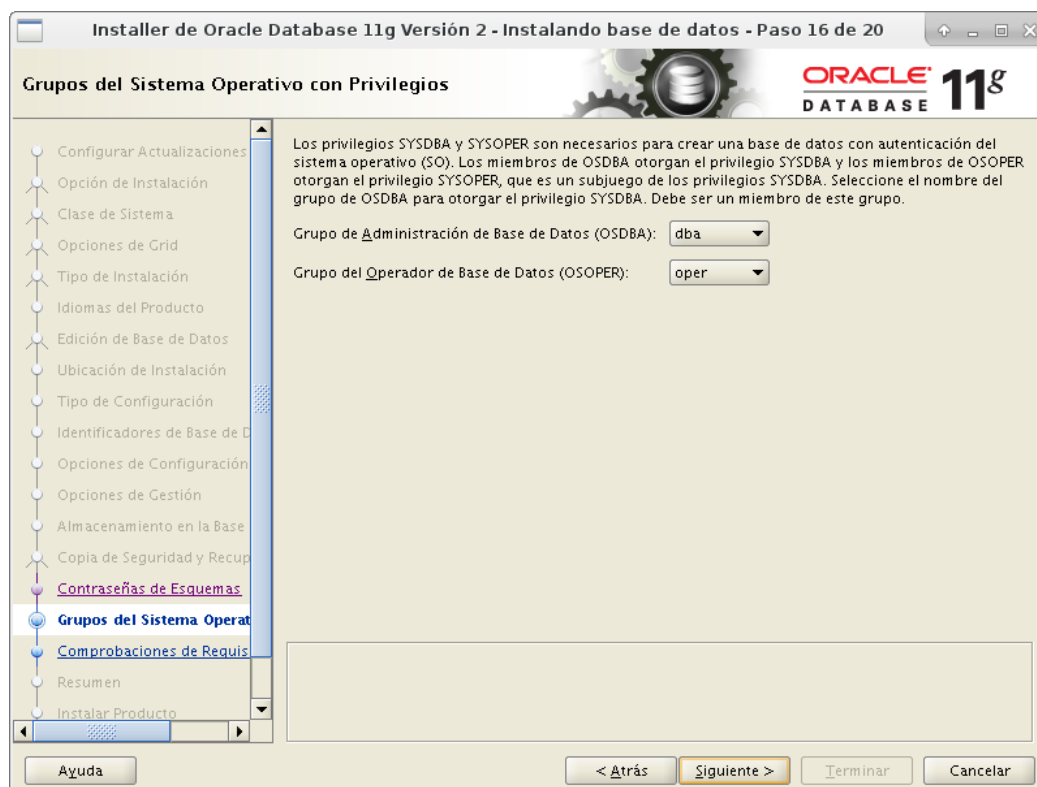 Installer de Oracle Database 11g Versión 2 - Instalando base de datos - Paso 16 de 20
Grupos del Sistema Operativo con Privilegios
ORACLE
DATABASE
11g
Configurar Actualizaciones
Opción de Instalación
Clase de Sistema
Opciones de Grid
Tipo de Instalación
Idiomas del Producto
Edición de Base de Datos
Ubicación de Instalación
Tipo de Configuración
Identificadores de Base de D
Opciones de Configuración
Opciones de Gestión
Almacenamiento en la Base
Copia de Seguridad y Recup
Contraseñas de Esquemas
Grupos del Sistema Operat
Comprobaciones de Requis
Resumen
Instalar Producto
Los privilegios SYSDBA y SYSOPER son necesarios para crear una base de datos con autenticación del
sistema operativo (SO). Los miembros de OSDBA otorgan el privilegio SYSDBA y los miembros de OSOPER
otorgan el privilegio SYSOPER, que es un subjuego de los privilegios SYSDBA. Seleccione el nombre del
grupo de OSDBA para otorgar el privilegio SYSDBA. Debe ser un miembro de este grupo.
Grupo de Administración de Base de Datos (OSDBA): dba
Grupo del Operador de Base de Datos (OSOPER): oper
Ayuda
< Atrás
Siguiente >
Terminar
Cancelar